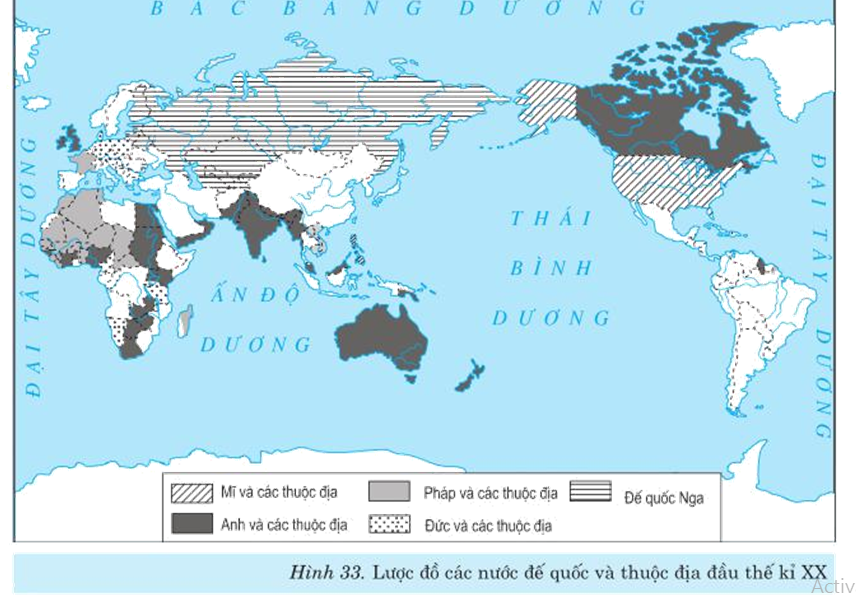 BẮC BĂNG DƯƠNG
ĐẠI TÂY DƯƠNG
THÁI
BÌNH
DƯƠNG
ẤN ĐỘ
DƯƠNG
ĐẠI TÂY DƯƠNG
Mĩ và các thuộc địa
Pháp và các thuộc địa
Đế quốc Nga
Anh và các thuộc địa
Đức và các thuộc địa
Hình 33. Lược đồ các nước đế quốc và thuộc địa đầu thế kỉ XX
Activ